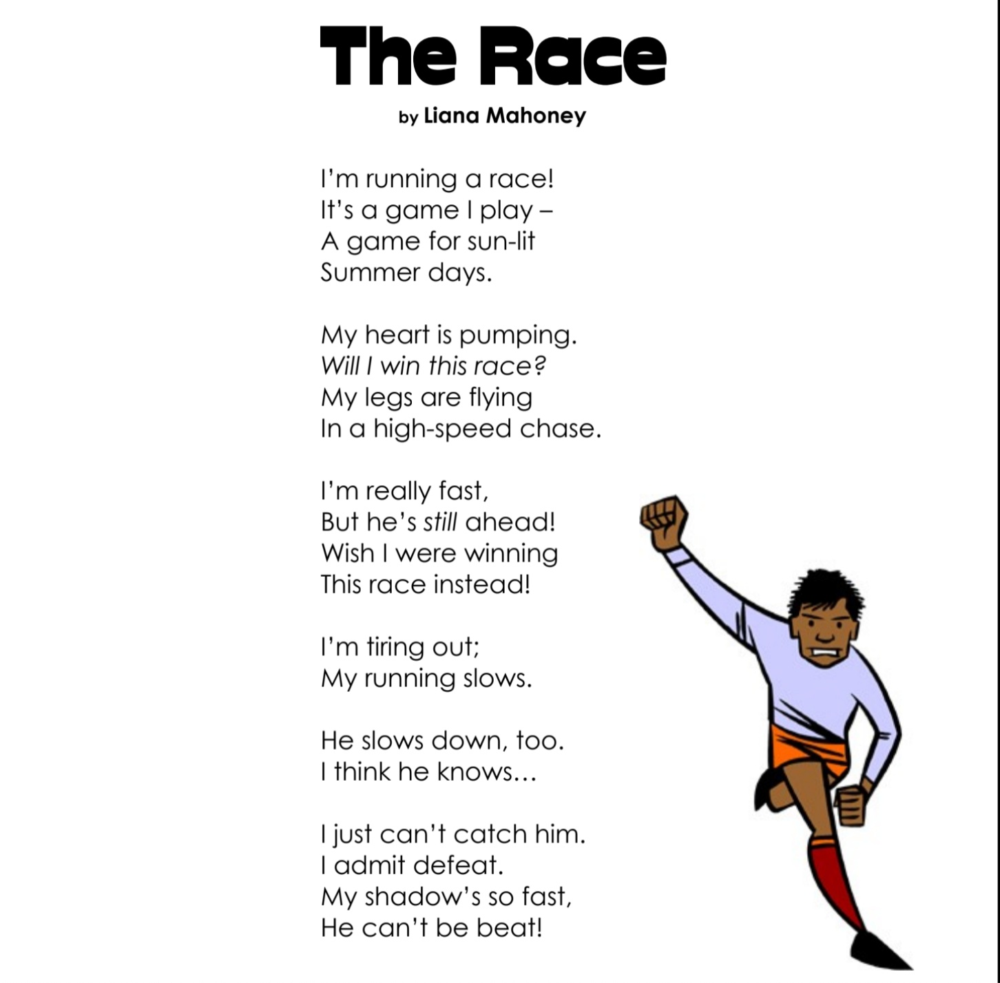 The Race
by Liana Mahoney
I'm running a race!
It's a game I play –
A game for sun-lit
Summer days.
My heart is pumping.
Will I win this race?
My legs are flying
In a high-speed chase.
I'm really fast,
But he's still ahead!
Wish I were winning
This race instead!
I'm tiring out;
My running slows.
He slows down, too.
I think he knows…
I just can't catch him.
I admit defeat.
My shadow's so fast,
He can't be beat!